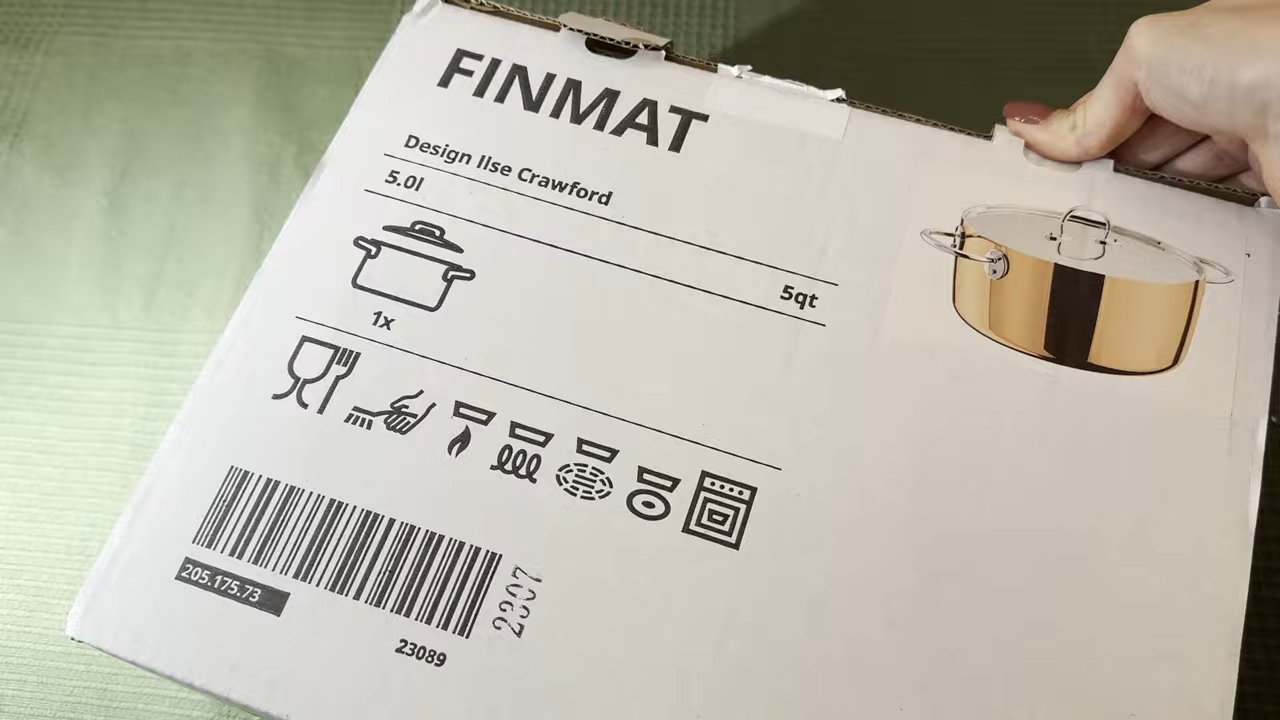 FINMAT
Design Ilse Crawford
5.0l
5qt
1x
205.175.73
2307
23089